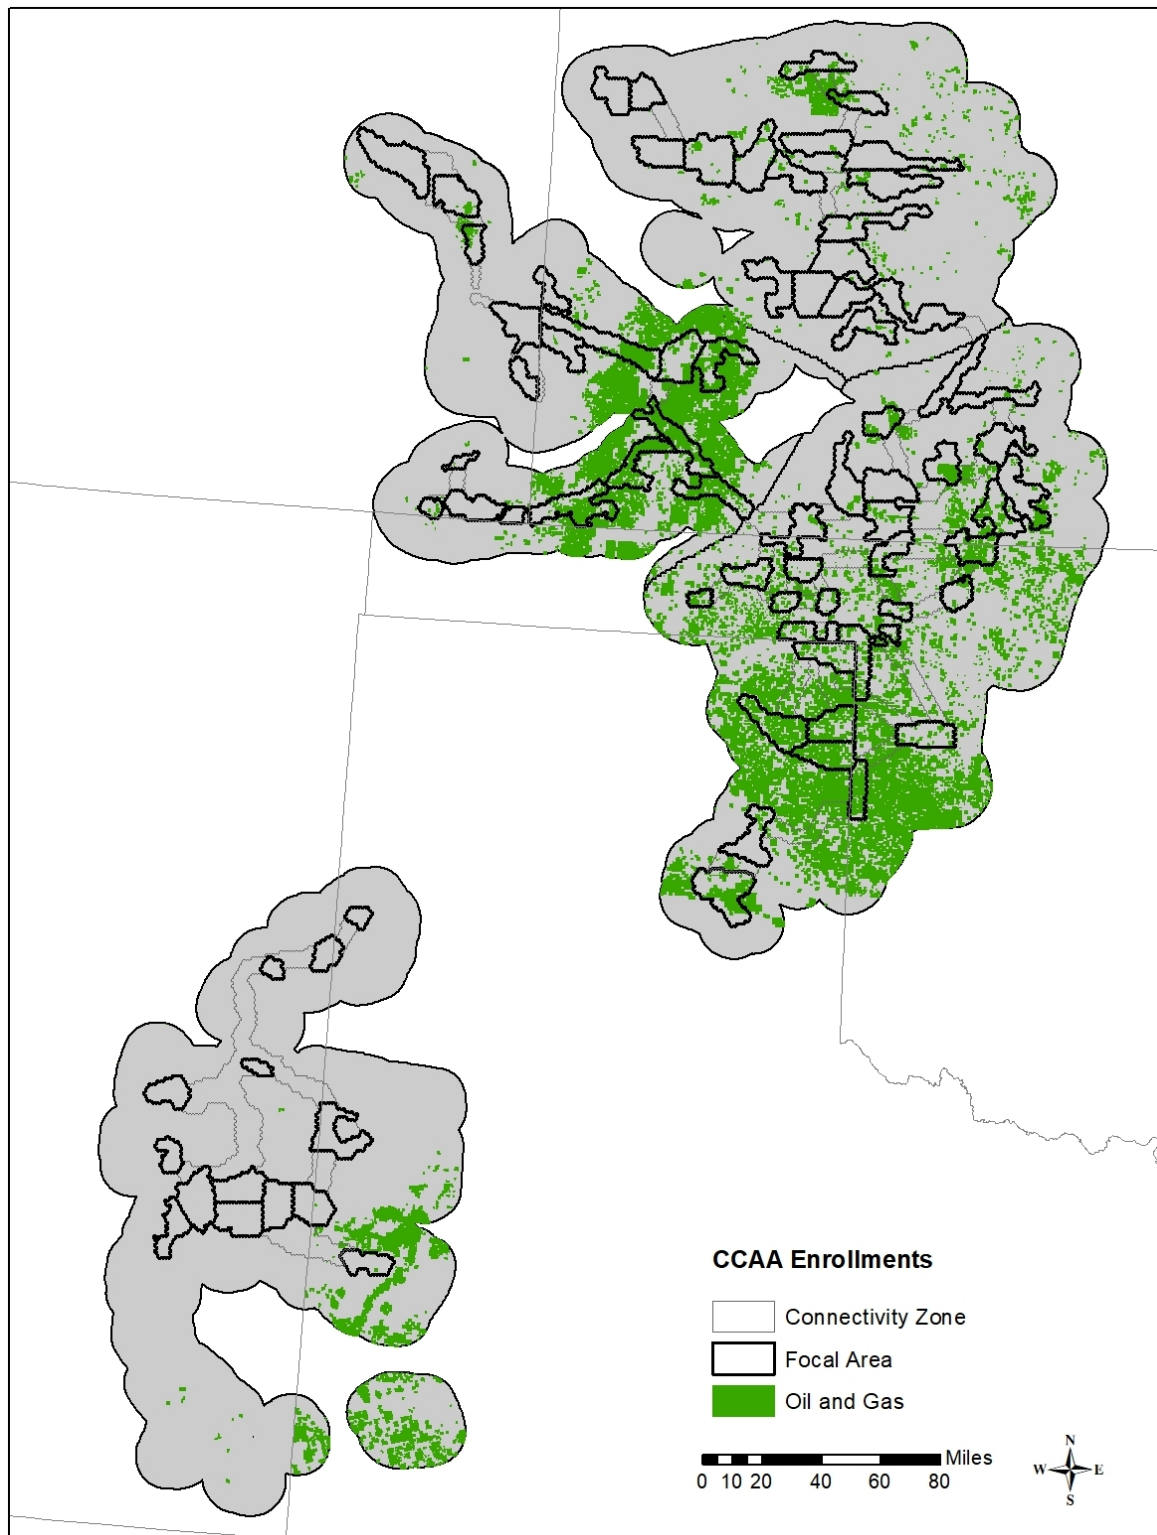 CCAA Enrollments
Connectivity Zone
Focal Area
Oil and Gas
Miles
0 10 20 40 60 80
N
W E
S